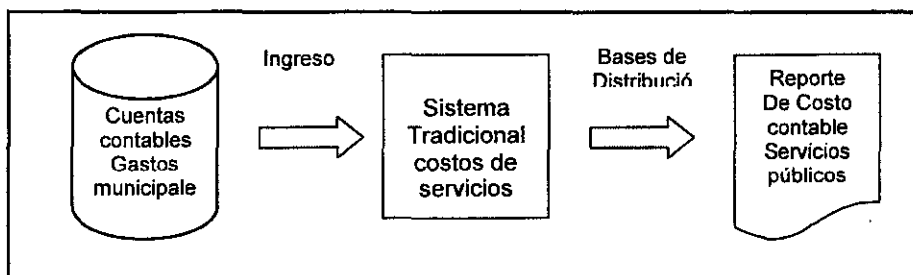 Cuentas
contables
Gastos
municipale
Ingreso
Sistema
Tradicional
costos de
servicios
Bases de
Distribució
Reporte
De Costo
contable
Servicios
públicos